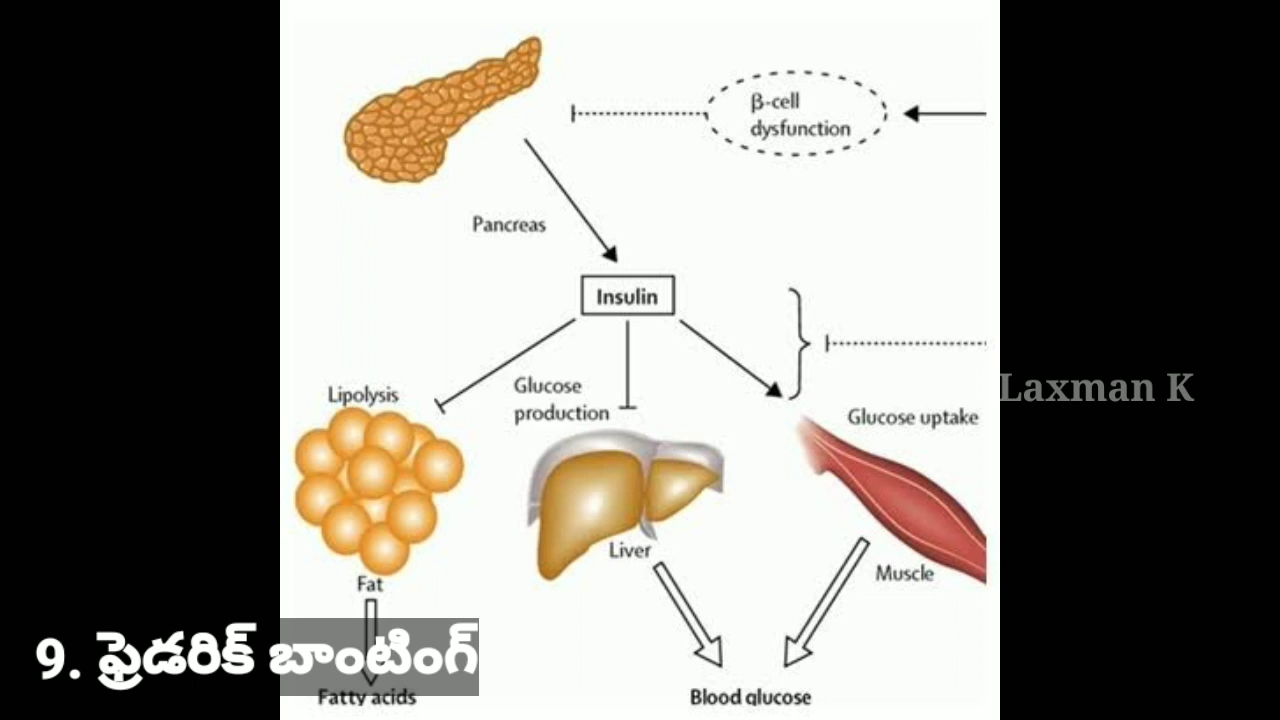 β-cell
dysfunction
Pancreas
Insulin
Lipolysis
Glucose
production
Glucose uptake
Laxman K
Liver
Muscle
Fat
9. ఫ్రెడరిక్ బాంటింగ్
Fatty acids
Blood glucose